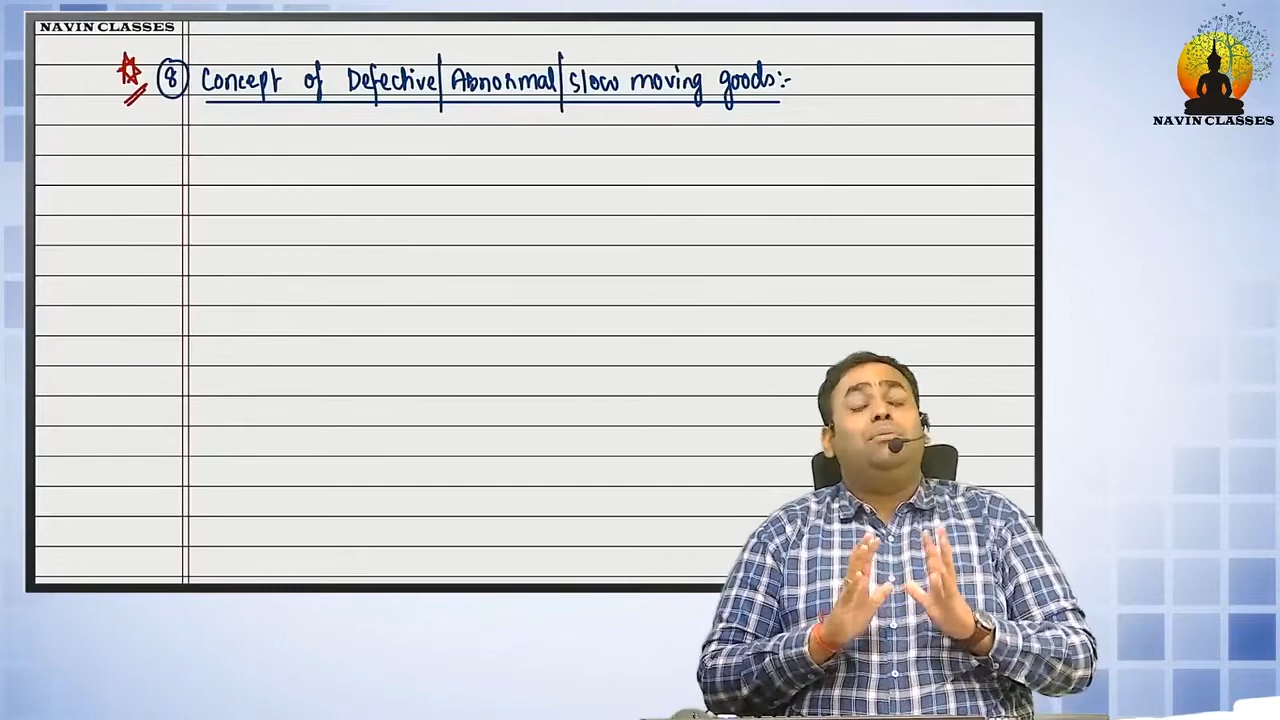 NAVIN CLASSES
⑧ Concept of Defective/Abnormal/Slow moving goods:-
NAVIN CLASSES